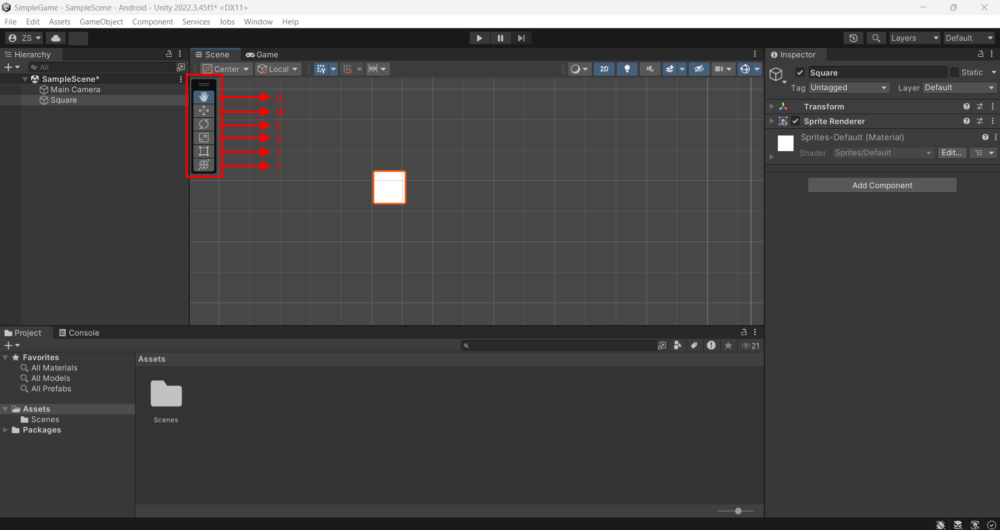 SimpleGame - SampleScene - Android - Unity 2022.3.45f1* <DX11>
File Edit Assets GameObject Component Services Jobs Window Help
ZS Layers Default
Hierarchy
All
SampleScene*
Main Camera
Square
Scene Game
Center Local 2D
Q
W
E
R
T
Y
Inspector
Square Static
Tag Untagged Layer Default
Transform
Sprite Renderer
Sprites-Default (Material)
Shader Sprites/Default Edit...
Add Component
Project Console
21
Favorites
All Materials
All Models
All Prefabs
Assets
Scenes
Packages
Assets
Scenes